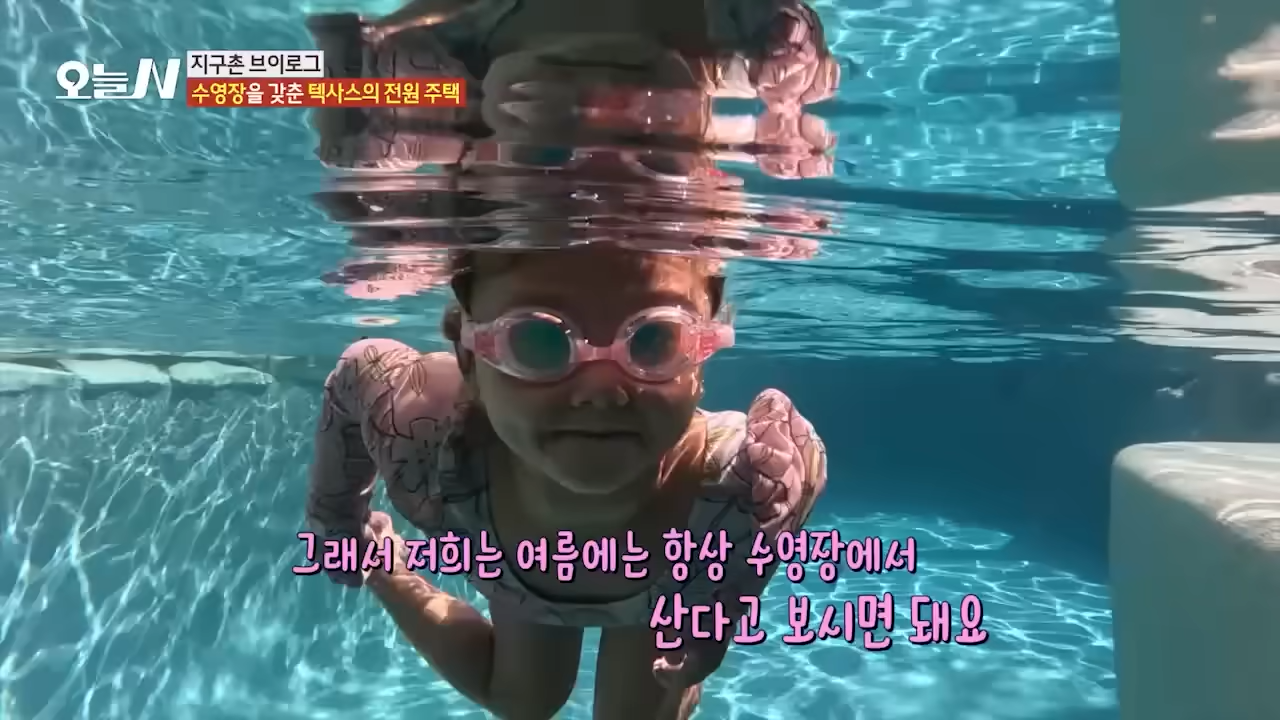 오늘N
지구촌 브이로그
수영장을 갖춘 텍사스의 전원 주택
그래서 저희는 여름에는 항상 수영장에서
산다고 보시면 돼요